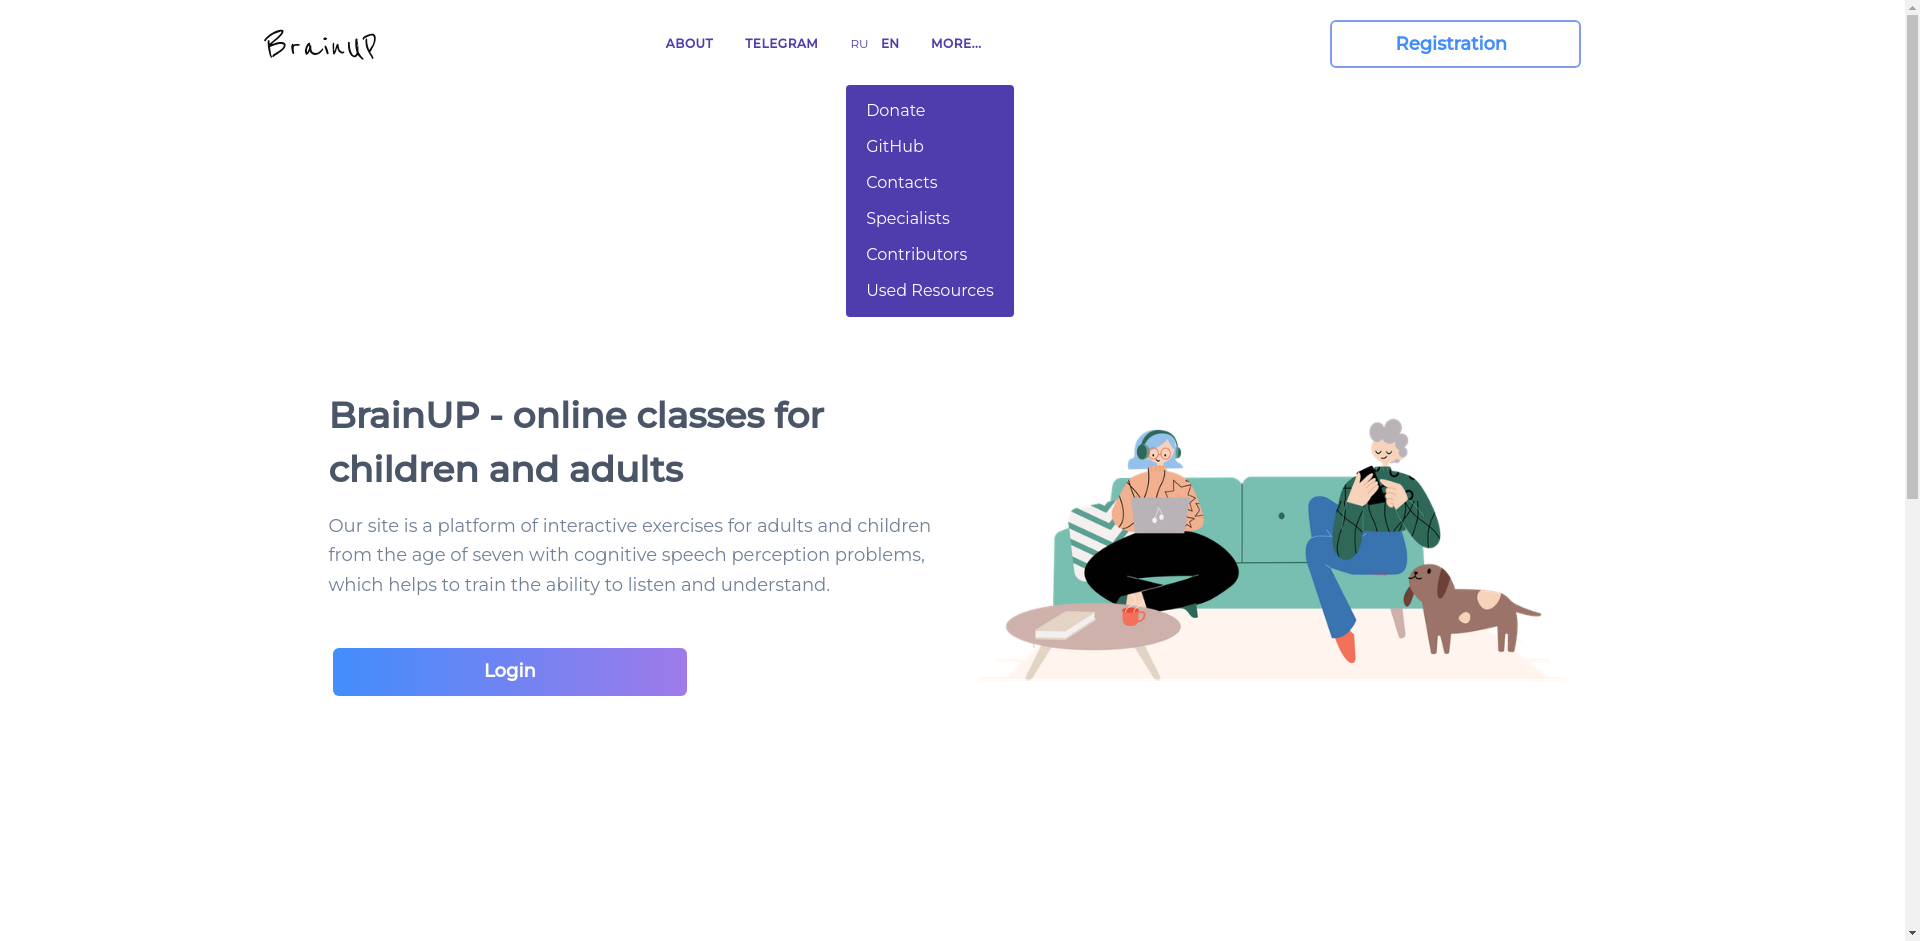 BrainUP
ABOUT
TELEGRAM
RU EN
MORE...
Registration
Donate
GitHub
Contacts
Specialists
Contributors
Used Resources
BrainUP - online classes for
children and adults
Our site is a platform of interactive exercises for adults and children
from the age of seven with cognitive speech perception problems,
which helps to train the ability to listen and understand.
Login